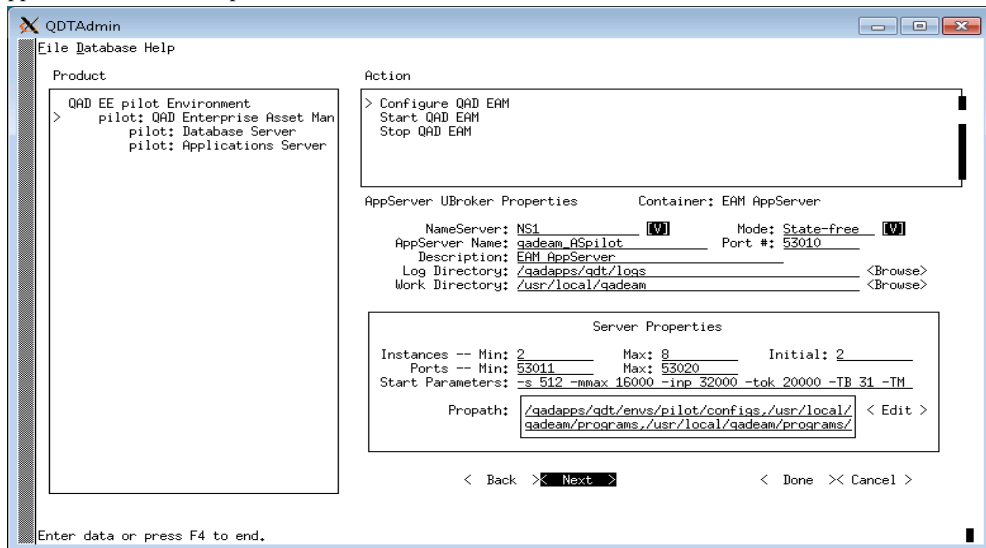 QDTAdmin
File Database Help
Product
QAD EE pilot Environment
> pilot: QAD Enterprise Asset Man
pilot: Database Server
pilot: Applications Server
Action
> Configure QAD EAM
Start QAD EAM
Stop QAD EAM
AppServer UBroker Properties Container: EAM AppServer
NameServer: NS1 [V] Mode: State-free [V]
AppServer Name: qadeam_ASpilot Port #: 53010
Description: EAM AppServer
Log Directory: /qadapps/qdt/logs <Browse>
Work Directory: /usr/local/qadeam <Browse>
Server Properties
Instances -- Min: 2 Max: 8 Initial: 2
Ports -- Min: 53011 Max: 53020
Start Parameters: -s 512 -mmax 16000 -inp 32000 -tok 20000 -TB 31 -TM
Propath: /qadapps/qdt/envs/pilot/configs,/usr/local/ < Edit >
qadeam/programs,/usr/local/qadeam/programs/
< Back >< Next > < Done >< Cancel >
Enter data or press F4 to end.